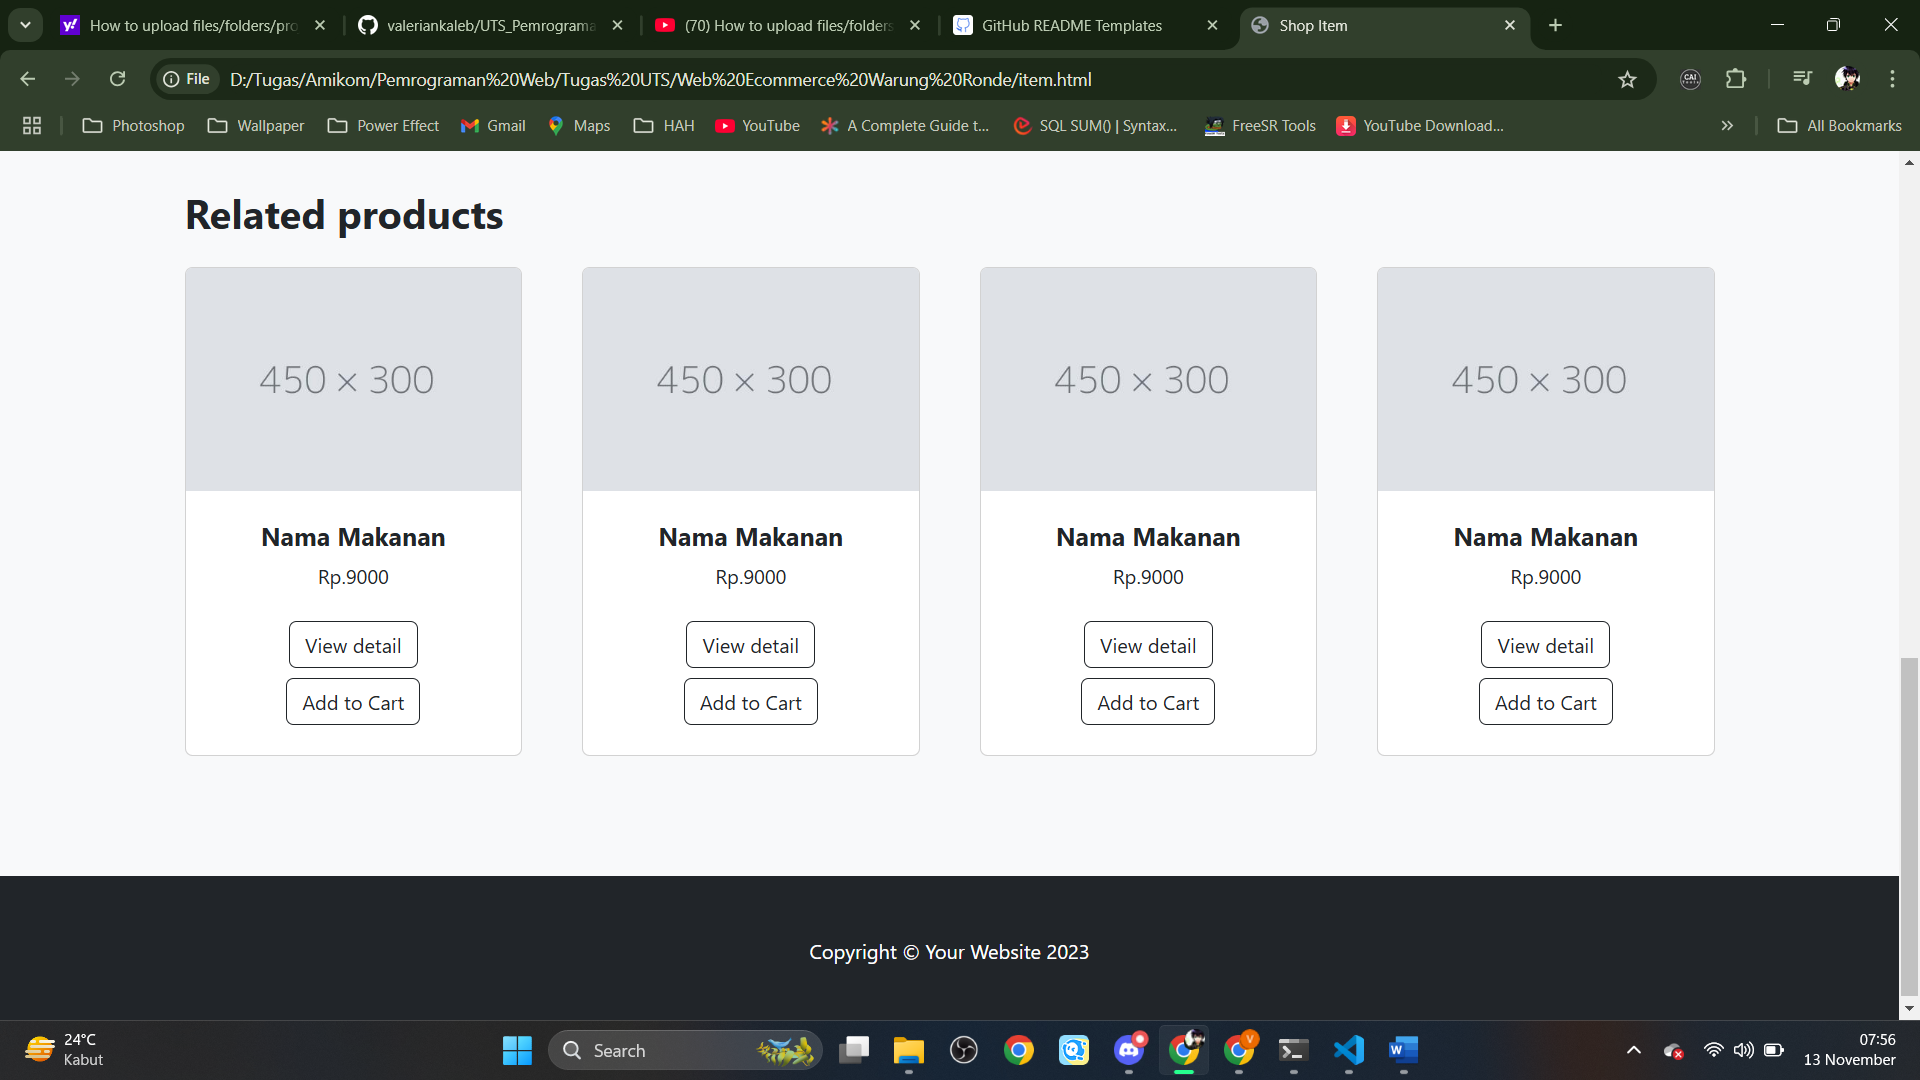 How to upload files/folders/pro
valeriankaleb/UTS_Pemrograma
(70) How to upload files/folders
GitHub README Templates
Shop Item
File
D:/Tugas/Amikom/Pemrograman%20Web/Tugas%20UTS/Web%20Ecommerce%20Warung%20Ronde/item.html
Photoshop
Wallpaper
Power Effect
Gmail
Maps
HAH
YouTube
A Complete Guide t...
SQL SUM() | Syntax...
FreeSR Tools
YouTube Download...
All Bookmarks
Related products
450 × 300
450 × 300
450 × 300
450 × 300
Nama Makanan
Rp.9000
View detail
Add to Cart
Nama Makanan
Rp.9000
View detail
Add to Cart
Nama Makanan
Rp.9000
View detail
Add to Cart
Nama Makanan
Rp.9000
View detail
Add to Cart
Copyright © Your Website 2023
24°C
Kabut
Search
07:56
13 November